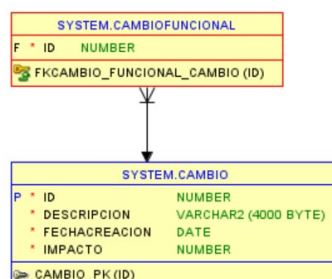 SYSTEM.CAMBIOFUNCIONAL
F * ID NUMBER
FKCAMBIO_FUNCIONAL_CAMBIO (ID)
SYSTEM.CAMBIO
P * ID NUMBER
* DESCRIPCION VARCHAR2 (4000 BYTE)
* FECHACREACION DATE
* IMPACTO NUMBER
CAMBIO_PK (ID)